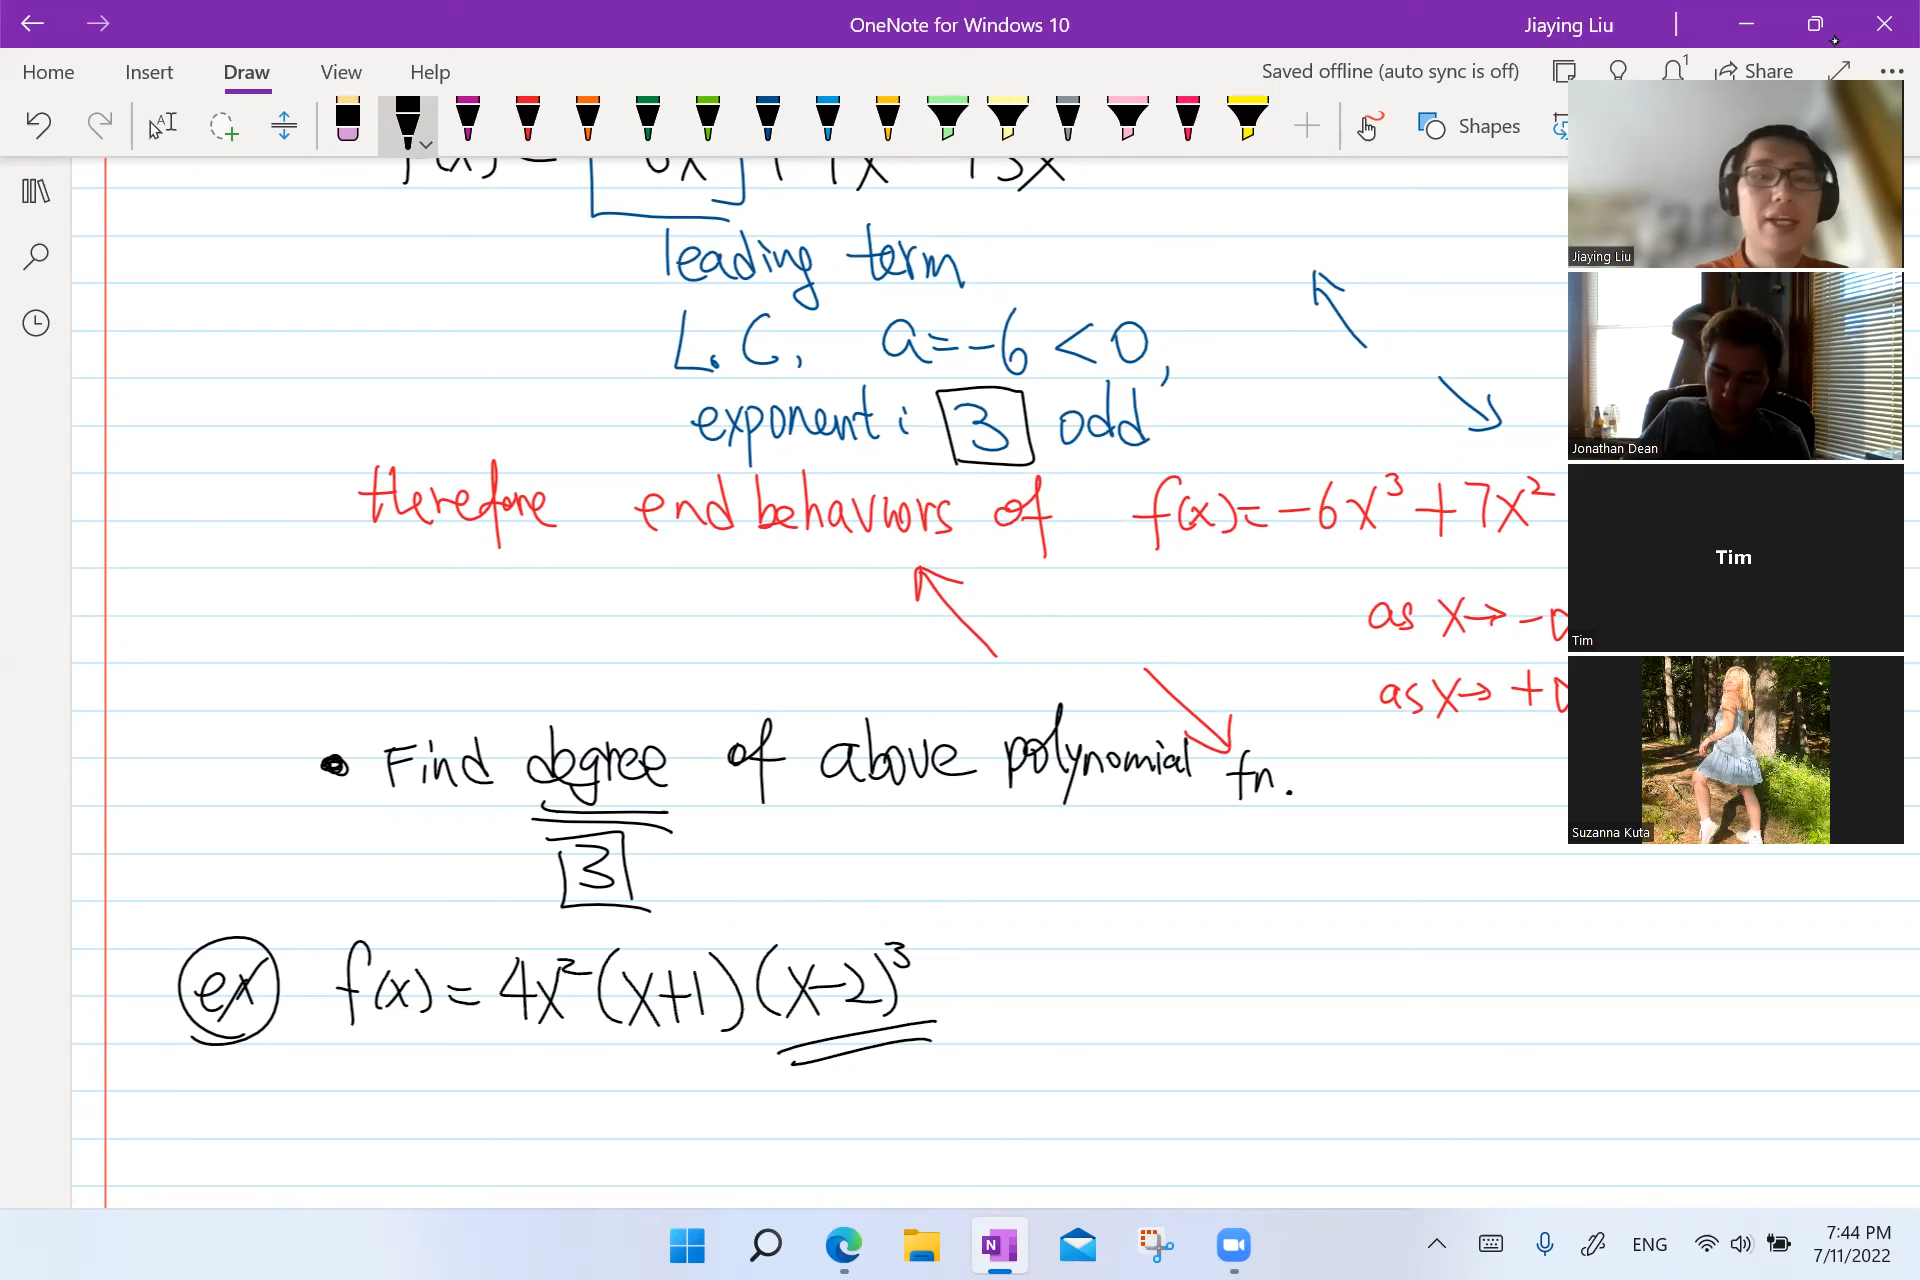 OneNote for Windows 10
Jiaying Liu
Home Insert Draw View Help
Saved offline (auto sync is off)
1
Share
Shapes
leading term
L.C. a=-6<0,
exponent: 3 odd
therefore end behaviors of f(x)=-6x³+7x²
as x→-
as x→+
• Find degree of above polynomial fn.
3
ex f(x)=4x²(x+1)(x-2)³
Jiaying Liu
Jonathan Dean
Tim
Tim
Suzanna Kuta
ENG
7:44 PM
7/11/2022